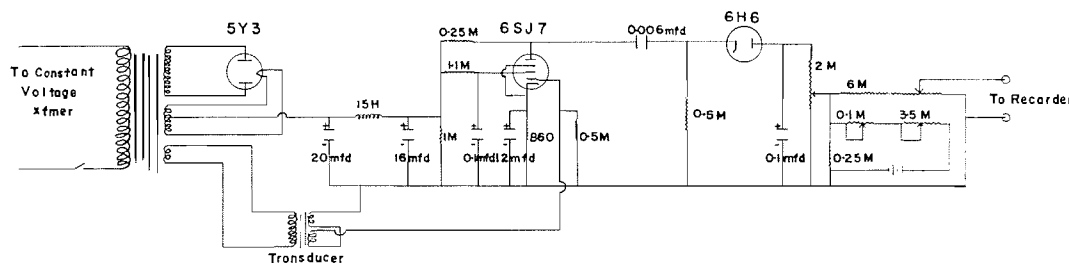 5Y3
6SJ7
6H6
0·25M
0·006mfd
To Constant
Voltage
Xfmer
1·1M
2 M
6M
To Recorder
15H
0·1M
3·5M
1M
860
0·5M
0·5M
20mfd
16mfd
0·1mfd
12mfd
0·1mfd
0·25M
Transducer